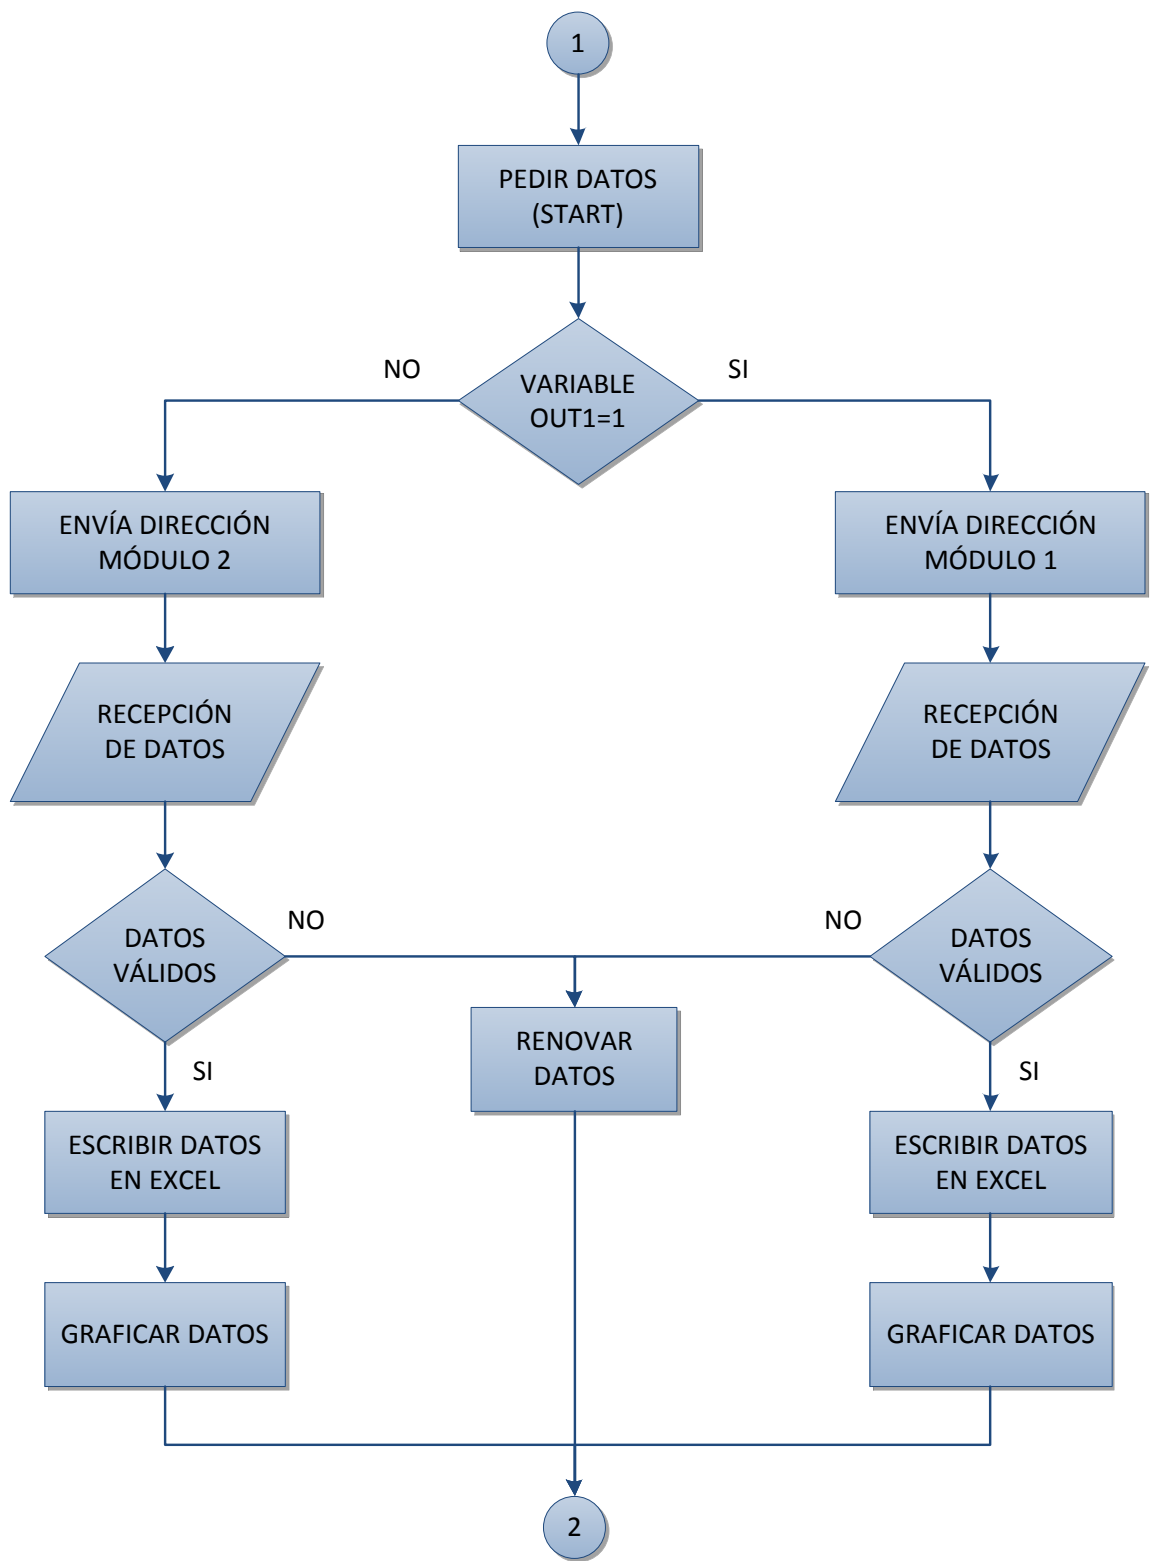 1
PEDIR DATOS
(START)
NO
SI
VARIABLE
OUT1=1
ENVÍA DIRECCIÓN
MÓDULO 2
ENVÍA DIRECCIÓN
MÓDULO 1
RECEPCIÓN
DE DATOS
RECEPCIÓN
DE DATOS
DATOS
VÁLIDOS
NO
NO
DATOS
VÁLIDOS
RENOVAR
DATOS
SI
SI
ESCRIBIR DATOS
EN EXCEL
ESCRIBIR DATOS
EN EXCEL
GRAFICAR DATOS
GRAFICAR DATOS
2